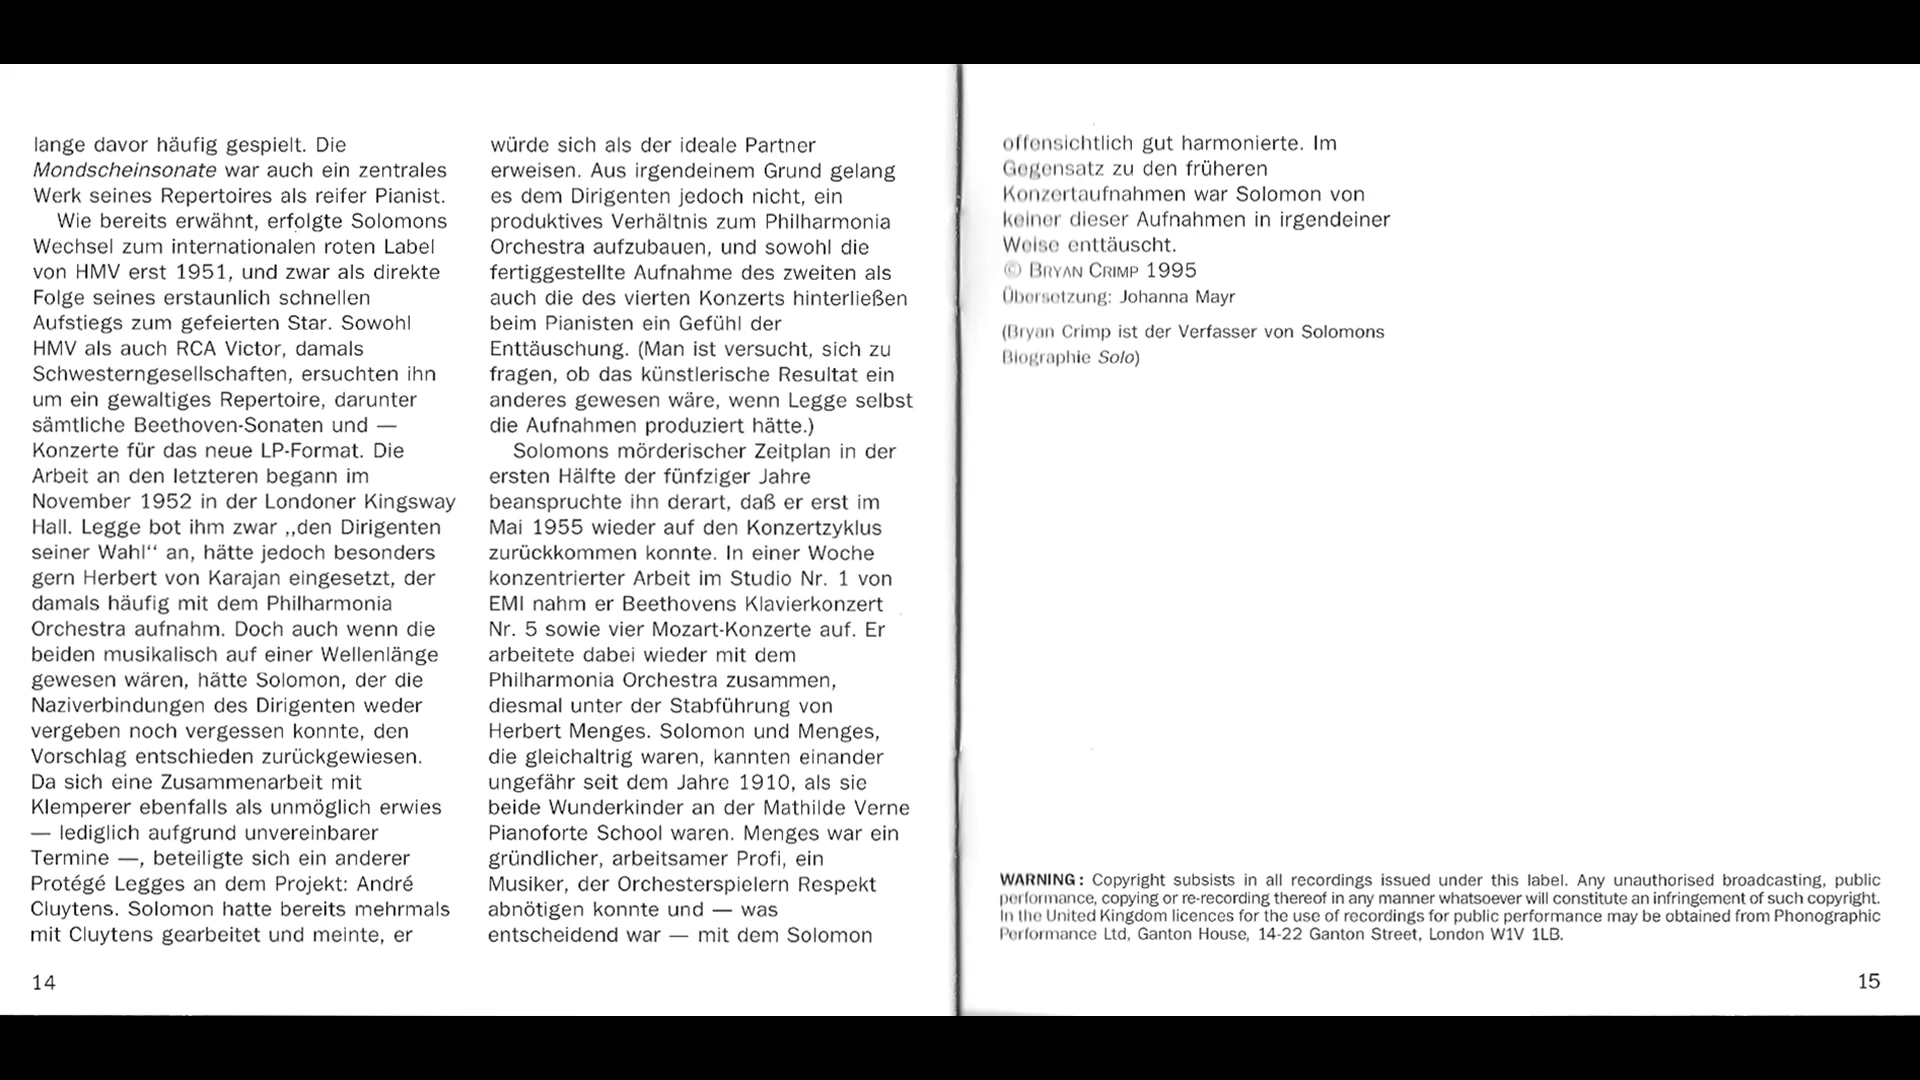 lange davor häufig gespielt. Die
Mondscheinsonate war auch ein zentrales
Werk seines Repertoires als reifer Pianist.
Wie bereits erwähnt, erfolgte Solomons
Wechsel zum internationalen roten Label
von HMV erst 1951, und zwar als direkte
Folge seines erstaunlich schnellen
Aufstiegs zum gefeierten Star. Sowohl
HMV als auch RCA Victor, damals
Schwesterngesellschaften, ersuchten ihn
um ein gewaltiges Repertoire, darunter
sämtliche Beethoven-Sonaten und —
Konzerte für das neue LP-Format. Die
Arbeit an den letzteren begann im
November 1952 in der Londoner Kingsway
Hall. Legge bot ihm zwar ,,den Dirigenten
seiner Wahl“ an, hätte jedoch besonders
gern Herbert von Karajan eingesetzt, der
damals häufig mit dem Philharmonia
Orchestra aufnahm. Doch auch wenn die
beiden musikalisch auf einer Wellenlänge
gewesen wären, hätte Solomon, der die
Naziverbindungen des Dirigenten weder
vergeben noch vergessen konnte, den
Vorschlag entschieden zurückgewiesen.
Da sich eine Zusammenarbeit mit
Klemperer ebenfalls als unmöglich erwies
— lediglich aufgrund unvereinbarer
Termine —, beteiligte sich ein anderer
Protégé Legges an dem Projekt: André
Cluytens. Solomon hatte bereits mehrmals
mit Cluytens gearbeitet und meinte, er
14
würde sich als der ideale Partner
erweisen. Aus irgendeinem Grund gelang
es dem Dirigenten jedoch nicht, ein
produktives Verhältnis zum Philharmonia
Orchestra aufzubauen, und sowohl die
fertiggestellte Aufnahme des zweiten als
auch die des vierten Konzerts hinterließen
beim Pianisten ein Gefühl der
Enttäuschung. (Man ist versucht, sich zu
fragen, ob das künstlerische Resultat ein
anderes gewesen wäre, wenn Legge selbst
die Aufnahmen produziert hätte.)
Solomons mörderischer Zeitplan in der
ersten Hälfte der fünfziger Jahre
beanspruchte ihn derart, daß er erst im
Mai 1955 wieder auf den Konzertzyklus
zurückkommen konnte. In einer Woche
konzentrierter Arbeit im Studio Nr. 1 von
EMI nahm er Beethovens Klavierkonzert
Nr. 5 sowie vier Mozart-Konzerte auf. Er
arbeitete dabei wieder mit dem
Philharmonia Orchestra zusammen,
diesmal unter der Stabführung von
Herbert Menges. Solomon und Menges,
die gleichaltrig waren, kannten einander
ungefähr seit dem Jahre 1910, als sie
beide Wunderkinder an der Mathilde Verne
Pianoforte School waren. Menges war ein
gründlicher, arbeitsamer Profi, ein
Musiker, der Orchesterspielern Respekt
abnötigen konnte und — was
entscheidend war — mit dem Solomon
offensichtlich gut harmonierte. Im
Gegensatz zu den früheren
Konzertaufnahmen war Solomon von
keiner dieser Aufnahmen in irgendeiner
Weise enttäuscht.
© BRYAN CRIMP 1995
Übersetzung: Johanna Mayr
(Bryan Crimp ist der Verfasser von Solomons
Biographie Solo)
WARNING: Copyright subsists in all recordings issued under this label. Any unauthorised broadcasting, public
performance, copying or re-recording thereof in any manner whatsoever will constitute an infringement of such copyright.
In the United Kingdom licences for the use of recordings for public performance may be obtained from Phonographic
Performance Ltd, Ganton House, 14-22 Ganton Street, London W1V 1LB.
15